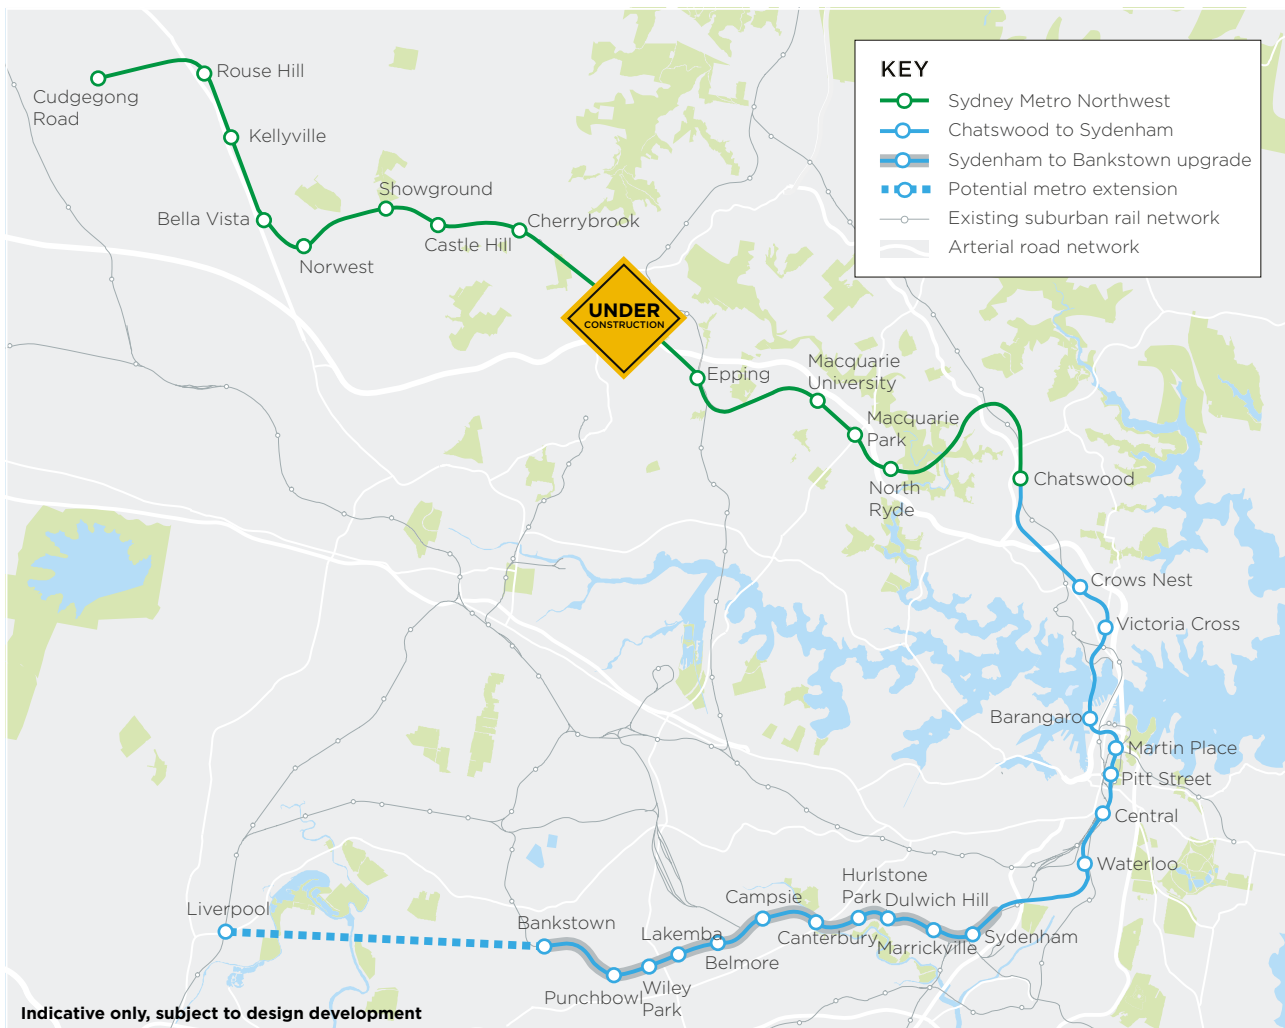 KEY
Sydney Metro Northwest
Chatswood to Sydenham
Sydenham to Bankstown upgrade
Potential metro extension
Existing suburban rail network
Arterial road network
Cudgegong
Road
Rouse Hill
Kellyville
Bella Vista
Norwest
Showground
Castle Hill
Cherrybrook
UNDER
CONSTRUCTION
Epping
Macquarie
University
Macquarie
Park
North
Ryde
Chatswood
Crows Nest
Victoria Cross
Barangaro
Martin Place
Pitt Street
Central
Waterloo
Sydenham
Marrickville
Dulwich Hill
Hurlstone
Park
Canterbury
Campsie
Belmore
Lakemba
Wiley
Park
Punchbowl
Bankstown
Liverpool
Indicative only, subject to design development